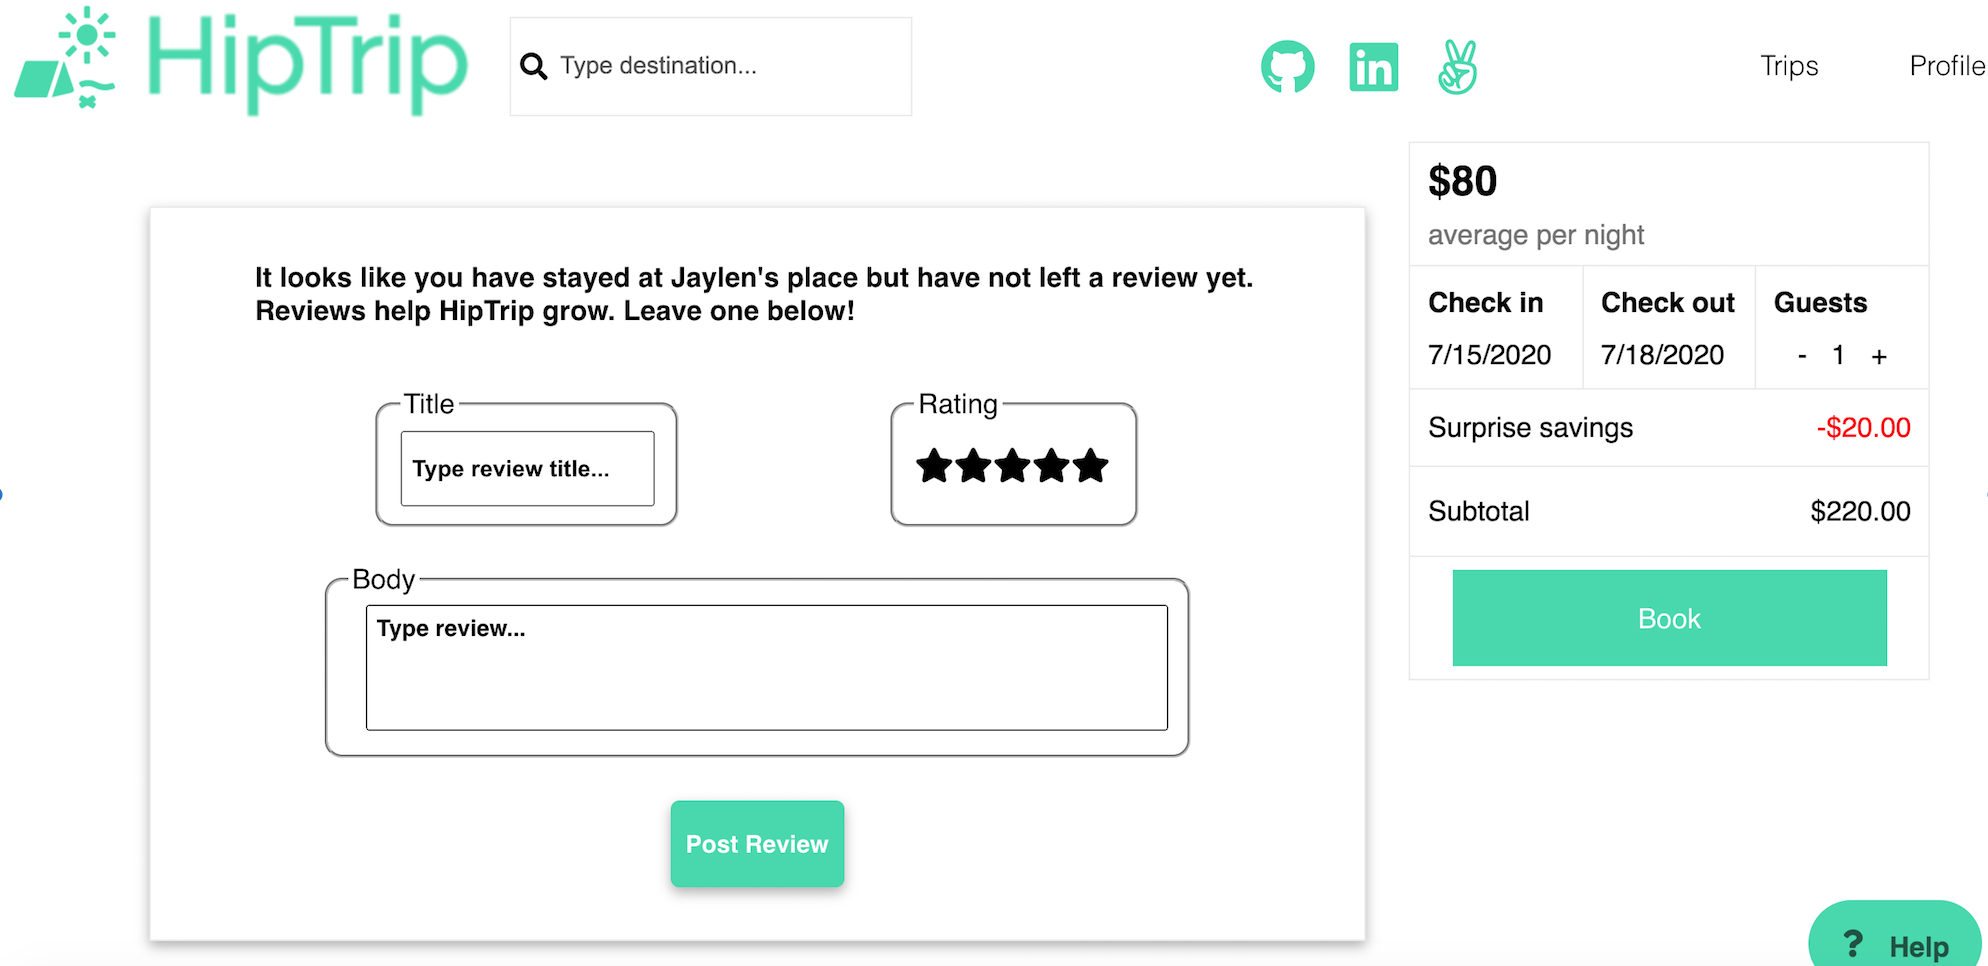 HipTrip
Type destination...
in
Trips
Profile
It looks like you have stayed at Jaylen's place but have not left a review yet.
Reviews help HipTrip grow. Leave one below!
Title
Type review title...
Rating
Body
Type review...
Post Review
$80
average per night
Check in
Check out
Guests
7/15/2020
7/18/2020
- 1 +
Surprise savings
-$20.00
Subtotal
$220.00
Book
? Help